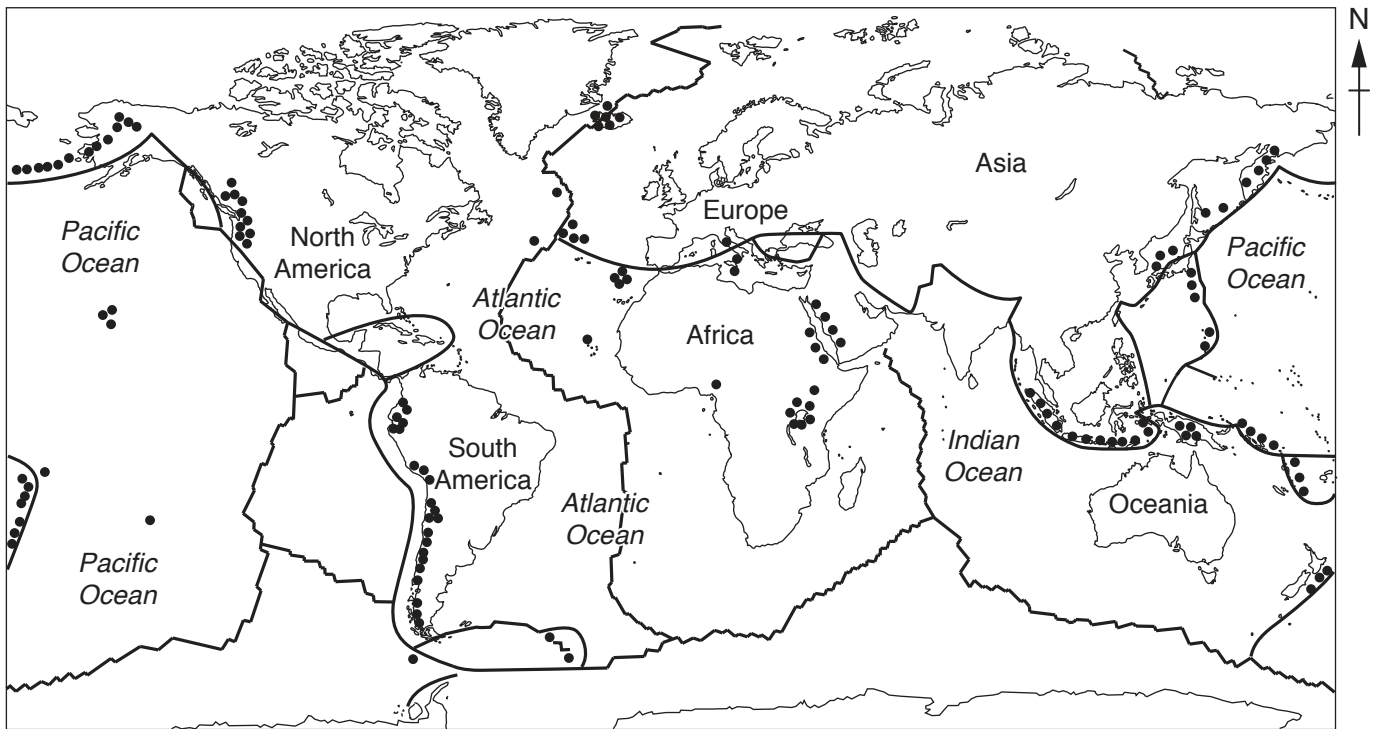 N
Asia
Europe
Pacific
Ocean
North
America
Pacific
Ocean
Atlantic
Ocean
Africa
South
America
Indian
Ocean
Atlantic
Ocean
Oceania
Pacific
Ocean